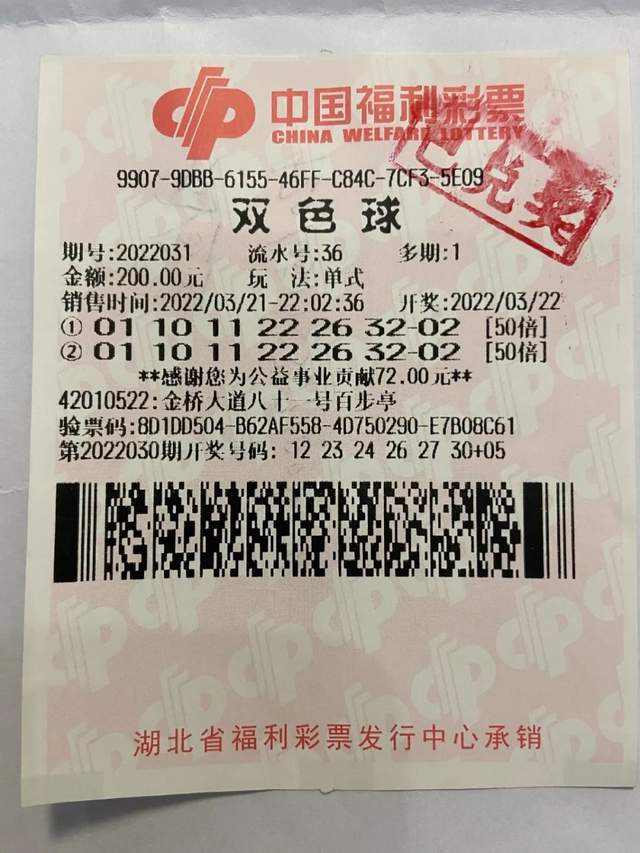 中国福利彩票
CHINA WELFARE LOTTERY
已兑奖
9907-9DBB-6155-46FF-C84C-7CF3-5E09
双色球
期号:2022031 流水号:36 多期:1
金额:200.00元 玩 法:单式
销售时间:2022/03/21-22:02:36 开奖:2022/03/22
① 01 10 11 22 26 32-02 [50倍]
② 01 10 11 22 26 32-02 [50倍]
**感谢您为公益事业贡献72.00元**
42010522:金桥大道八十一号百步亭
验票码:8D1DD504-B62AF558-4D750290-E7B08C61
第2022030期开奖号码: 12 23 24 26 27 30+05
湖北省福利彩票发行中心承销